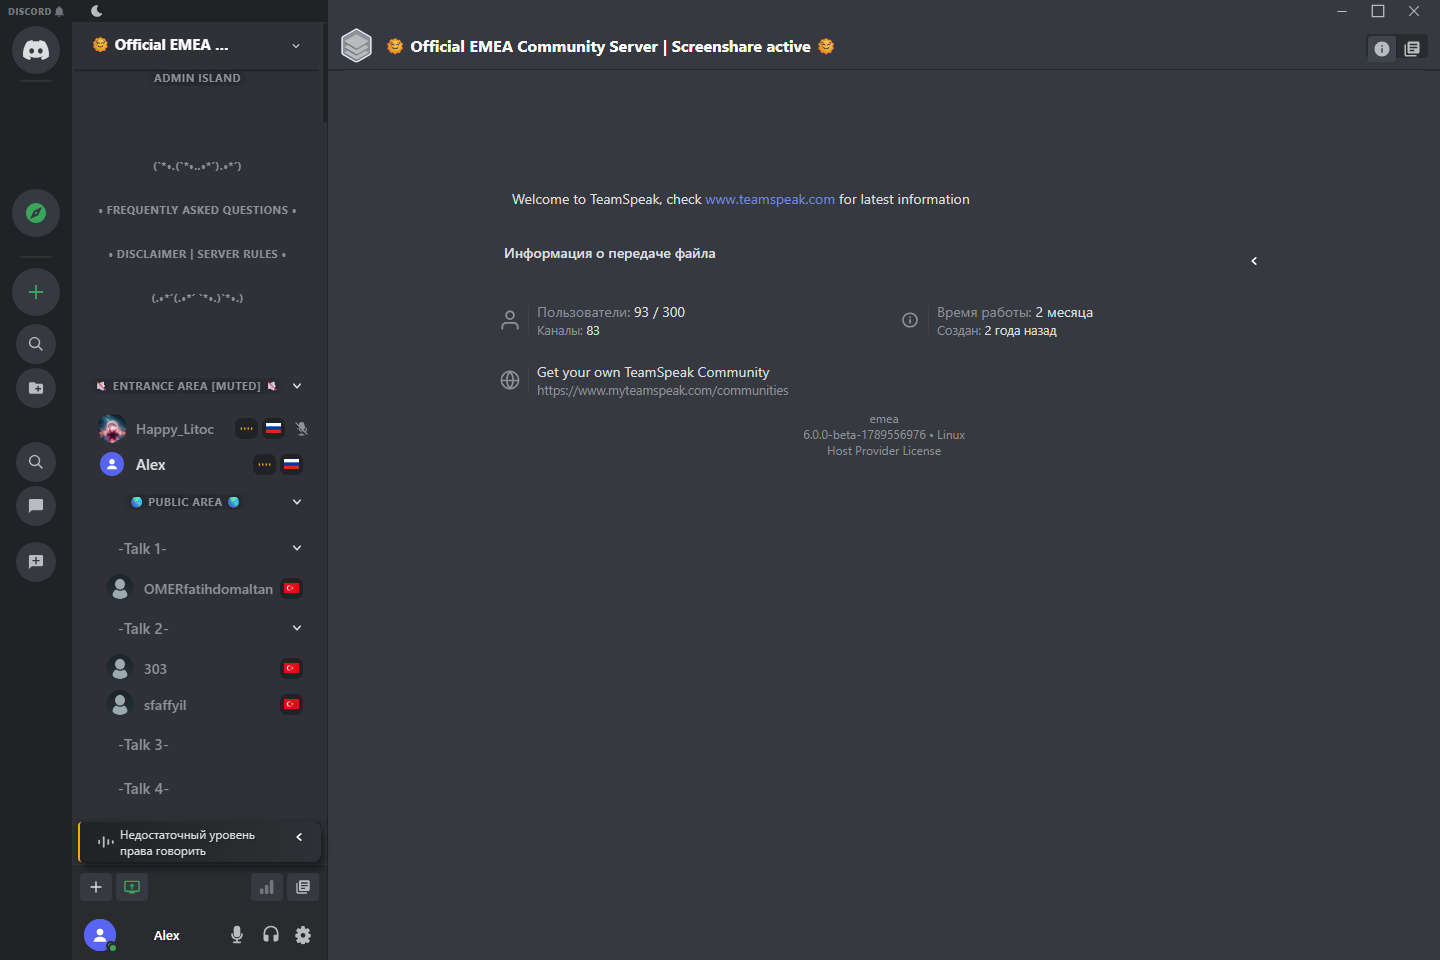 DISCORD
Official EMEA ...
Official EMEA Community Server | Screenshare active
ADMIN ISLAND
(`*•.(`*•..•*´).•*´)
• FREQUENTLY ASKED QUESTIONS •
• DISCLAIMER | SERVER RULES •
(.•*´(.•*´ `*•.)`*•.)
ENTRANCE AREA [MUTED]
Happy_Litoc
Alex
PUBLIC AREA
-Talk 1-
OMERfatihdomaltan
-Talk 2-
303
sfaffyil
-Talk 3-
-Talk 4-
Недостаточный уровень
права говорить
Alex
Welcome to TeamSpeak, check www.teamspeak.com for latest information
Информация о передаче файла
Пользователи: 93 / 300
Каналы: 83
Время работы: 2 месяца
Создан: 2 года назад
Get your own TeamSpeak Community
https://www.myteamspeak.com/communities
emea
6.0.0-beta-1789556976 • Linux
Host Provider License